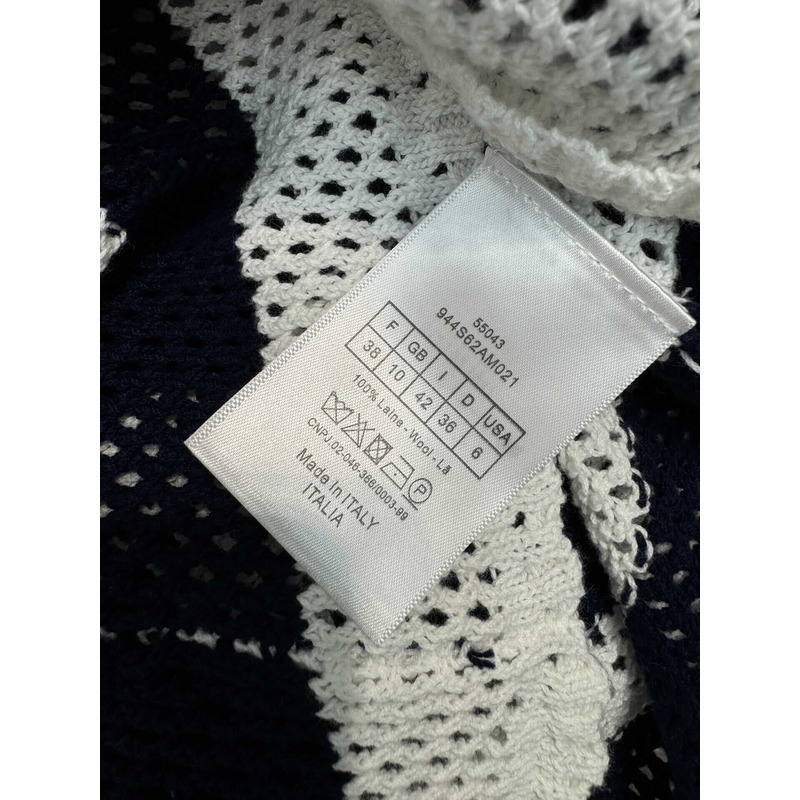 55043
944S62AM021
F GB I D USA
38 10 42 36 6
100% Laine - Wool - Lã
P
CNPJ.02-046-366/0003-99
Made In ITALY
ITALIA